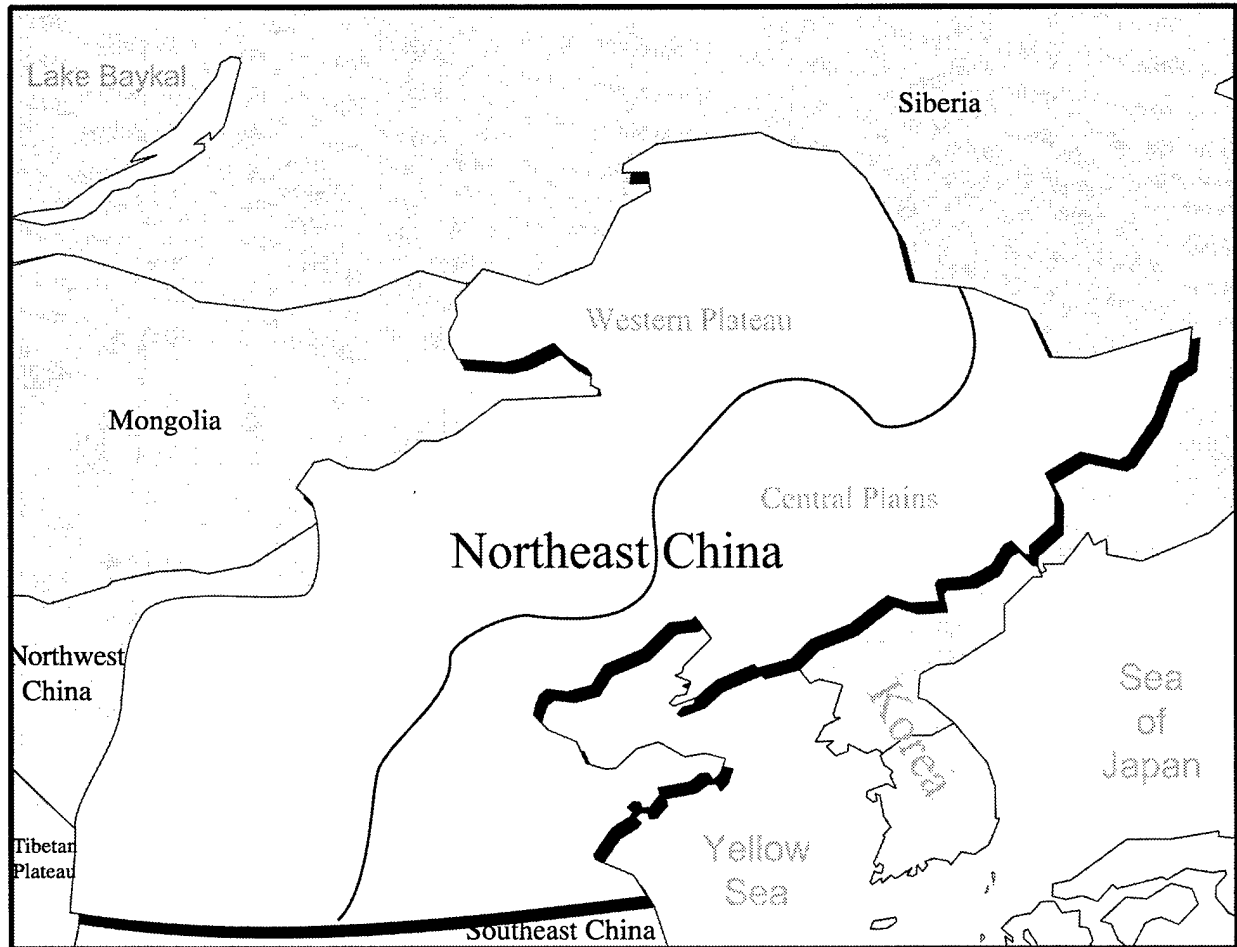 Lake Baykal
Siberia
Western Plateau
Mongolia
Central Plains
Northeast China
Northwest
China
Sea
of
Japan
Korea
Tibetan
Plateau
Yellow
Sea
Southeast China